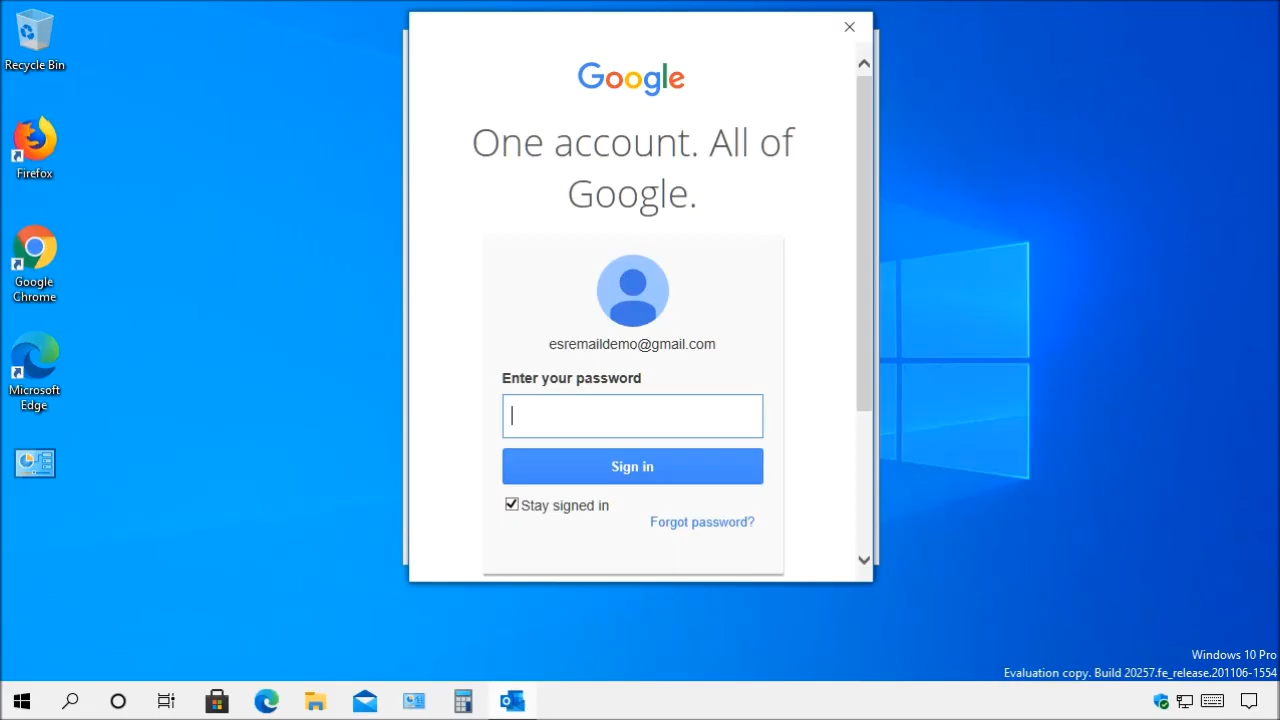 Recycle Bin
Firefox
Google
Chrome
Microsoft
Edge
Google
One account. All of
Google.
esremaildemo@gmail.com
Enter your password
Sign in
Stay signed in
Forgot password?
Windows 10 Pro
Evaluation copy. Build 20257.fe_release.201106-1554